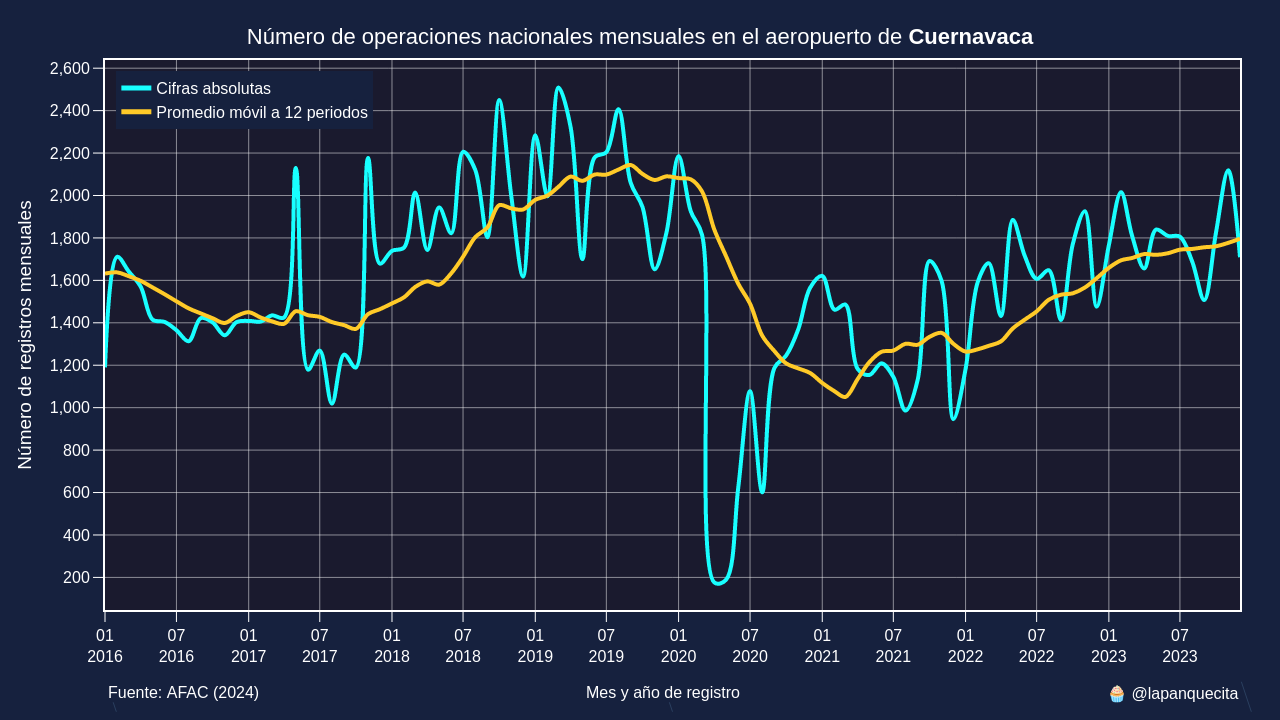 Número de operaciones nacionales mensuales en el aeropuerto de Cuernavaca
Cifras absolutas
Promedio móvil a 12 periodos
Número de registros mensuales
2,600
2,400
2,200
2,000
1,800
1,600
1,400
1,200
1,000
800
600
400
200
01 07 01 07 01 07 01 07 01 07 01 07 01 07 01 07
2016 2016 2017 2017 2018 2018 2019 2019 2020 2020 2021 2021 2022 2022 2023 2023
Fuente: AFAC (2024)
Mes y año de registro
🧁 @lapanquecita